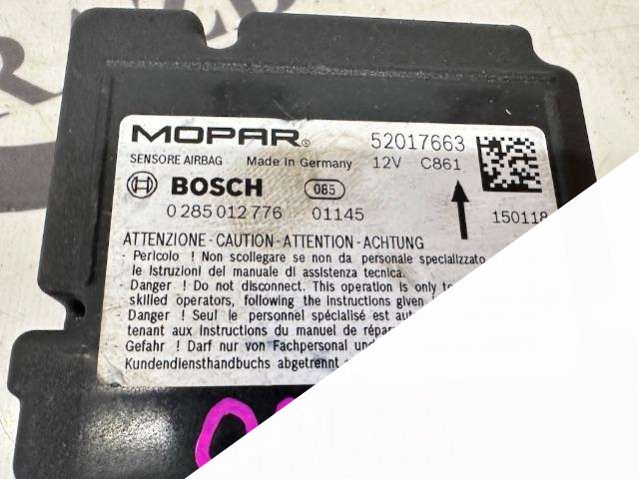 MOPAR
52017663
SENSORE AIRBAG Made in Germany 12V C861
BOSCH 085
0 285 012 776 01145 150118
ATTENZIONE - CAUTION - ATTENTION - ACHTUNG
- Pericolo ! Non scollegare se non da personale specializzato
le istruzioni del manuale di assistenza tecnica.
- Danger ! Do not disconnect. This operation is only to
skilled operators, following the instructions given
- Danger ! Seul le personnel spécialisé est
tenant aux instructions du manuel de
- Gefahr ! Darf nur von Fachpersonal
Kundendiensthandbuchs abgetrennt